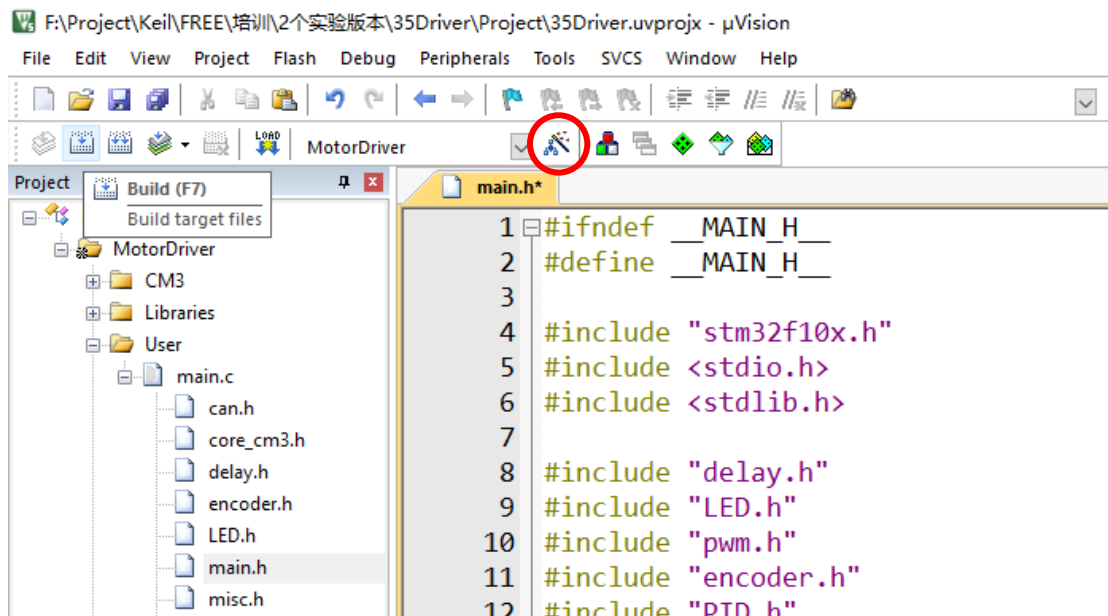 F:\Project\Keil\FREE\培训\2个实验版本\35Driver\Project\35Driver.uvprojx - µVision
File Edit View Project Flash Debug Peripherals Tools SVCS Window Help
LOAD MotorDriver
Project
Build (F7)
Build target files
MotorDriver
CM3
Libraries
User
main.c
can.h
core_cm3.h
delay.h
encoder.h
LED.h
main.h
misc.h
main.h*
1 #ifndef __MAIN_H__
2 #define __MAIN_H__
3
4 #include "stm32f10x.h"
5 #include <stdio.h>
6 #include <stdlib.h>
7
8 #include "delay.h"
9 #include "LED.h"
10 #include "pwm.h"
11 #include "encoder.h"
12 #include "PID.h"